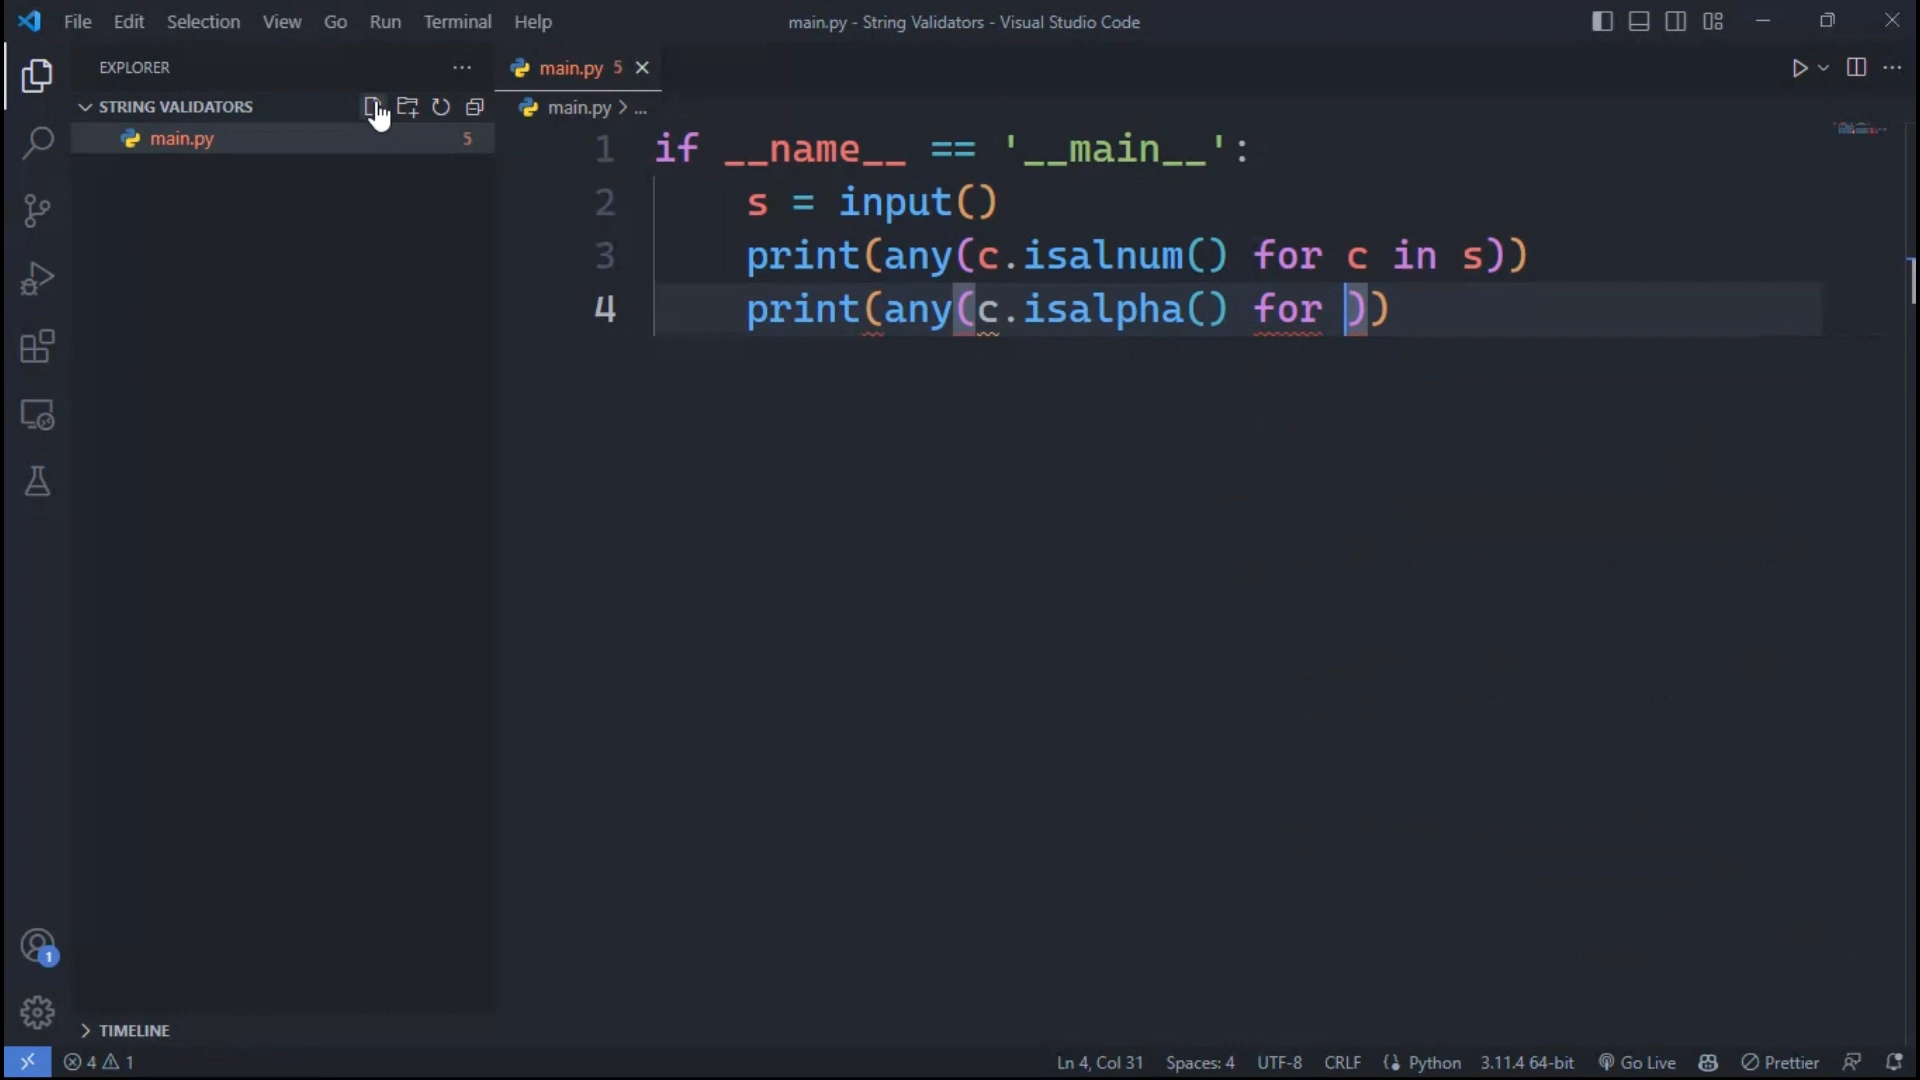 File Edit Selection View Go Run Terminal Help
main.py - String Validators - Visual Studio Code
EXPLORER
main.py 5
STRING VALIDATORS
main.py > ...
main.py 5
1 if __name__ == '__main__':
2 s = input()
3 print(any(c.isalnum() for c in s))
4 print(any(c.isalpha() for ))
1
TIMELINE
4 1
Ln 4, Col 31 Spaces: 4 UTF-8 CRLF Python 3.11.4 64-bit Go Live Prettier